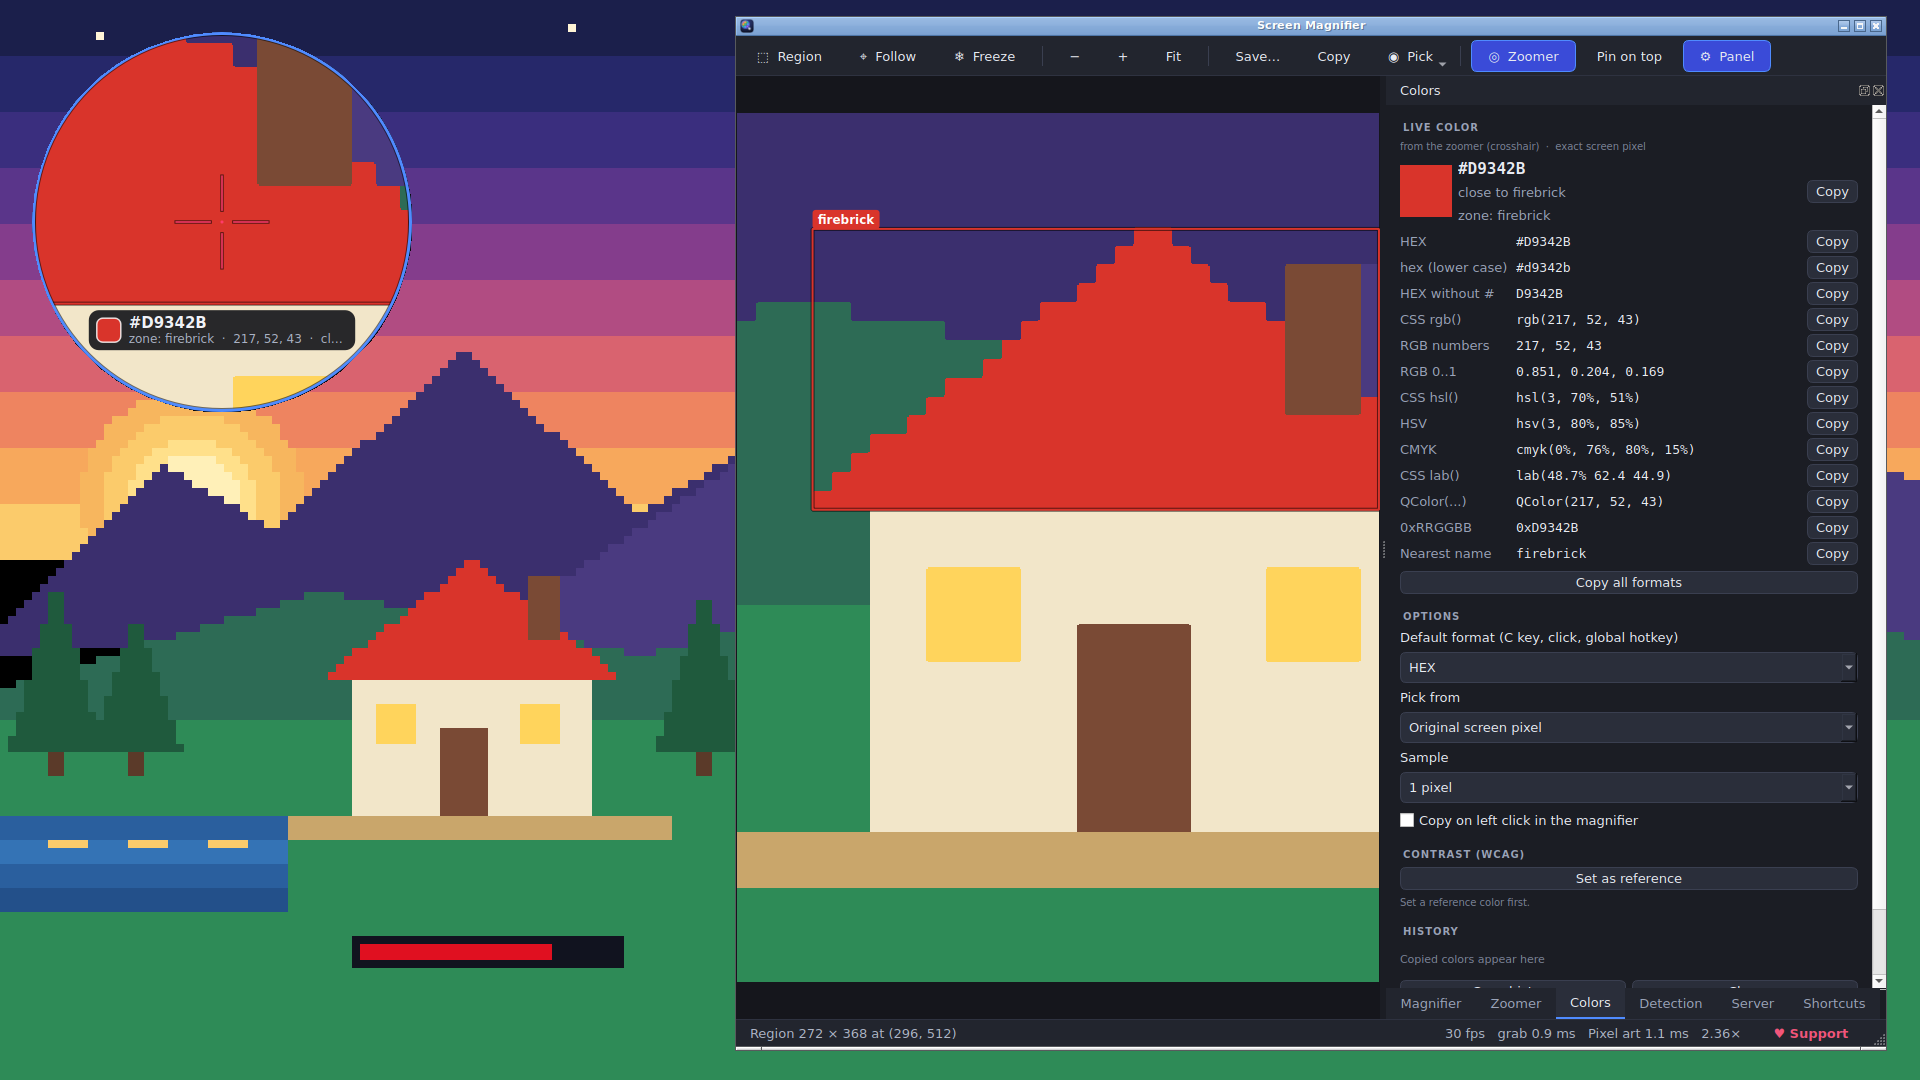 Screen Magnifier
Region Follow Freeze − + Fit Save... Copy Pick Zoomer Pin on top Panel
#D9342B
zone: firebrick · 217, 52, 43 · cl...
firebrick
Colors
LIVE COLOR
from the zoomer (crosshair) · exact screen pixel
#D9342B
close to firebrick Copy
zone: firebrick
HEX #D9342B Copy
hex (lower case) #d9342b Copy
HEX without # D9342B Copy
CSS rgb() rgb(217, 52, 43) Copy
RGB numbers 217, 52, 43 Copy
RGB 0..1 0.851, 0.204, 0.169 Copy
CSS hsl() hsl(3, 70%, 51%) Copy
HSV hsv(3, 80%, 85%) Copy
CMYK cmyk(0%, 76%, 80%, 15%) Copy
CSS lab() lab(48.7% 62.4 44.9) Copy
QColor(...) QColor(217, 52, 43) Copy
0xRRGGBB 0xD9342B Copy
Nearest name firebrick Copy
Copy all formats
OPTIONS
Default format (C key, click, global hotkey)
HEX
Pick from
Original screen pixel
Sample
1 pixel
Copy on left click in the magnifier
CONTRAST (WCAG)
Set as reference
Set a reference color first.
HISTORY
Copied colors appear here
Magnifier Zoomer Colors Detection Server Shortcuts
Region 272 × 368 at (296, 512) 30 fps grab 0.9 ms Pixel art 1.1 ms 2.36× ♥ Support